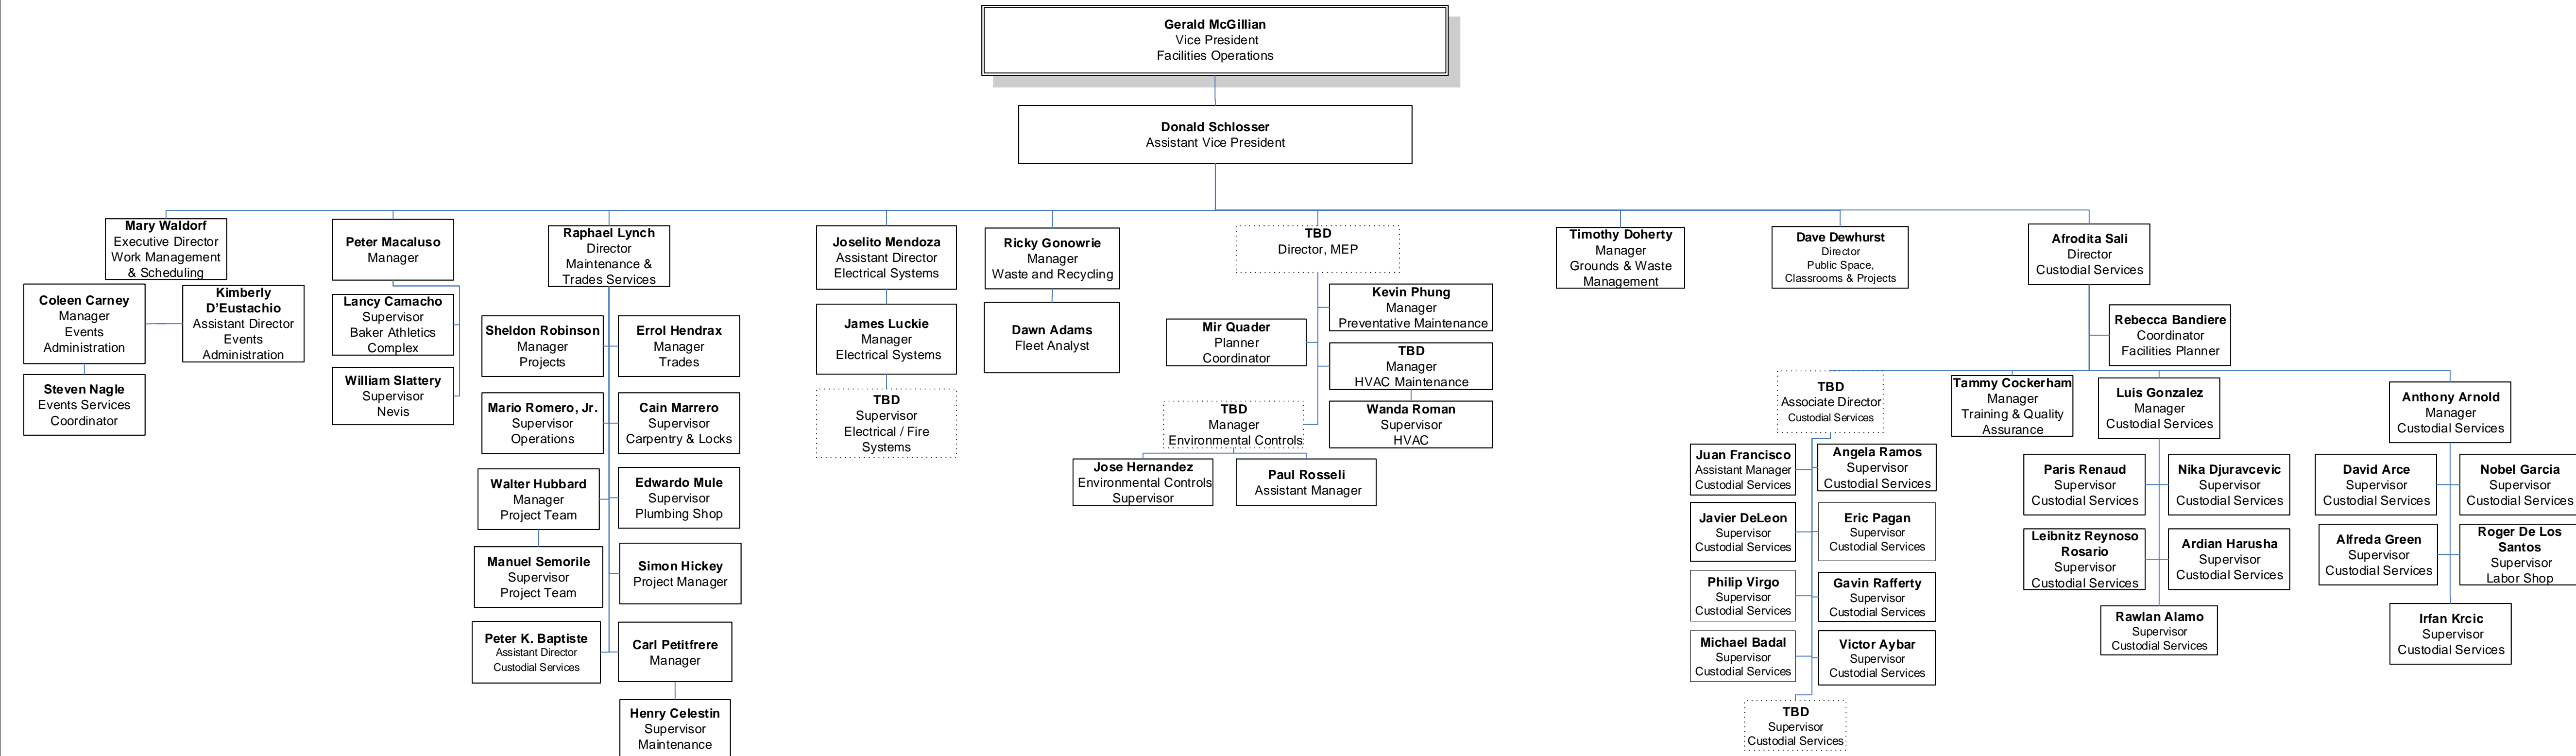 Gerald McGillian
Vice President
Facilities Operations
Donald Schlosser
Assistant Vice President
Mary Waldorf
Executive Director
Work Management
& Scheduling
Coleen Carney
Manager
Events
Administration
Kimberly
D'Eustachio
Assistant Director
Events
Administration
Steven Nagle
Events Services
Coordinator
Peter Macaluso
Manager
Lancy Camacho
Supervisor
Baker Athletics
Complex
William Slattery
Supervisor
Nevis
Raphael Lynch
Director
Maintenance &
Trades Services
Sheldon Robinson
Manager
Projects
Errol Hendrax
Manager
Trades
Mario Romero, Jr.
Supervisor
Operations
Cain Marrero
Supervisor
Carpentry & Locks
Walter Hubbard
Manager
Project Team
Edwardo Mule
Supervisor
Plumbing Shop
Manuel Semorile
Supervisor
Project Team
Simon Hickey
Project Manager
Peter K. Baptiste
Assistant Director
Custodial Services
Carl Petitfrere
Manager
Henry Celestin
Supervisor
Maintenance
Joselito Mendoza
Assistant Director
Electrical Systems
James Luckie
Manager
Electrical Systems
TBD
Supervisor
Electrical / Fire
Systems
Ricky Gonowrie
Manager
Waste and Recycling
Dawn Adams
Fleet Analyst
TBD
Director, MEP
Kevin Phung
Manager
Preventative Maintenance
Mir Quader
Planner
Coordinator
TBD
Manager
HVAC Maintenance
Wanda Roman
Supervisor
HVAC
TBD
Manager
Environmental Controls
Jose Hernandez
Environmental Controls
Supervisor
Paul Rosseli
Assistant Manager
Timothy Doherty
Manager
Grounds & Waste
Management
Dave Dewhurst
Director
Public Space,
Classrooms & Projects
Afrodita Sali
Director
Custodial Services
Rebecca Bandiere
Coordinator
Facilities Planner
TBD
Associate Director
Custodial Services
Juan Francisco
Assistant Manager
Custodial Services
Angela Ramos
Supervisor
Custodial Services
Javier DeLeon
Supervisor
Custodial Services
Eric Pagan
Supervisor
Custodial Services
Philip Virgo
Supervisor
Custodial Services
Gavin Rafferty
Supervisor
Custodial Services
Michael Badal
Supervisor
Custodial Services
Victor Aybar
Supervisor
Custodial Services
TBD
Supervisor
Custodial Services
Tammy Cockerham
Manager
Training & Quality
Assurance
Luis Gonzalez
Manager
Custodial Services
Paris Renaud
Supervisor
Custodial Services
Nika Djuravcevic
Supervisor
Custodial Services
Leibnitz Reynoso
Rosario
Supervisor
Custodial Services
Ardian Harusha
Supervisor
Custodial Services
Rawlan Alamo
Supervisor
Custodial Services
Anthony Arnold
Manager
Custodial Services
David Arce
Supervisor
Custodial Services
Nobel Garcia
Supervisor
Custodial Services
Alfreda Green
Supervisor
Custodial Services
Roger De Los
Santos
Supervisor
Labor Shop
Irfan Krcic
Supervisor
Custodial Services